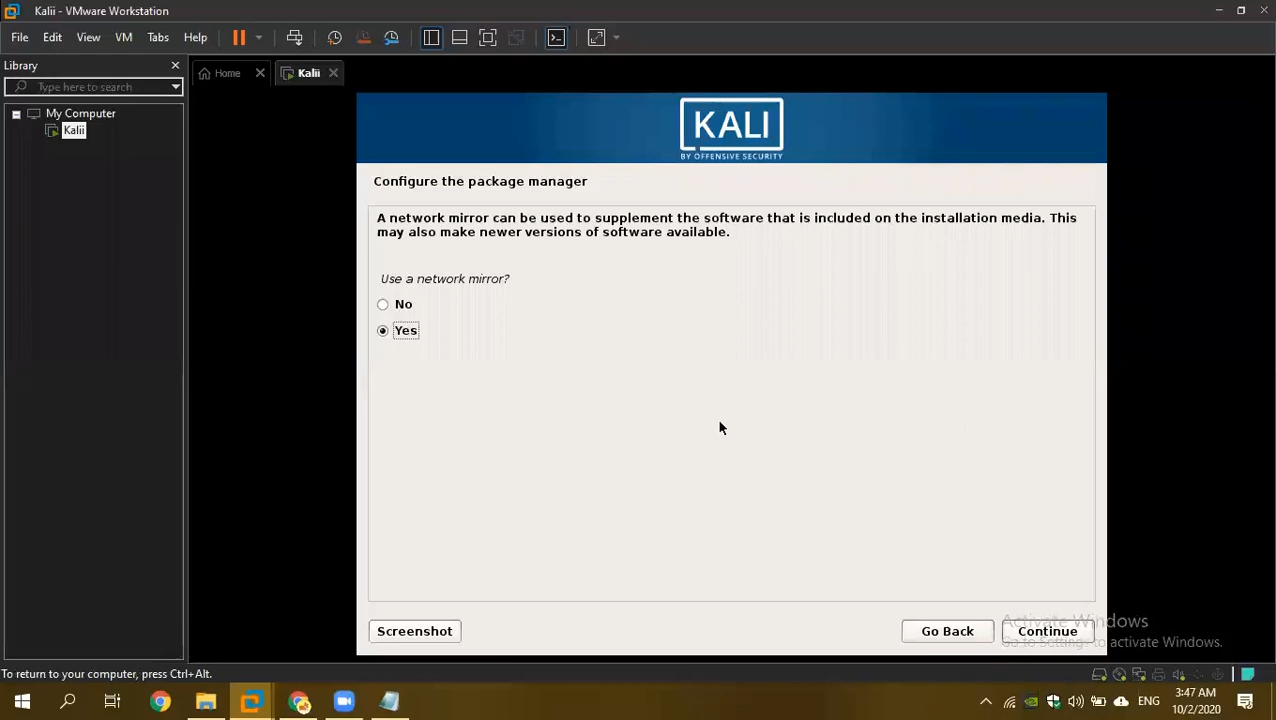 Kalii - VMware Workstation
File Edit View VM Tabs Help
Library
Type here to search
My Computer
Kalii
Home
Kalii
KALI
BY OFFENSIVE SECURITY
Configure the package manager
A network mirror can be used to supplement the software that is included on the installation media. This
may also make newer versions of software available.
Use a network mirror?
No
Yes
Screenshot
Go Back
Continue
Activate Windows
Go to Settings to activate Windows.
To return to your computer, press Ctrl+Alt.
ENG
3:47 AM
10/2/2020